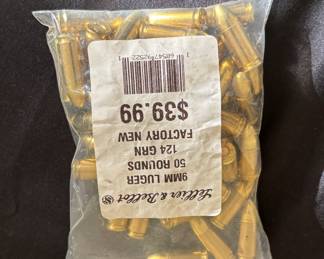 Sellier & Bellot
9MM LUGER
50 ROUNDS
124 GRN
FACTORY NEW
$39.99